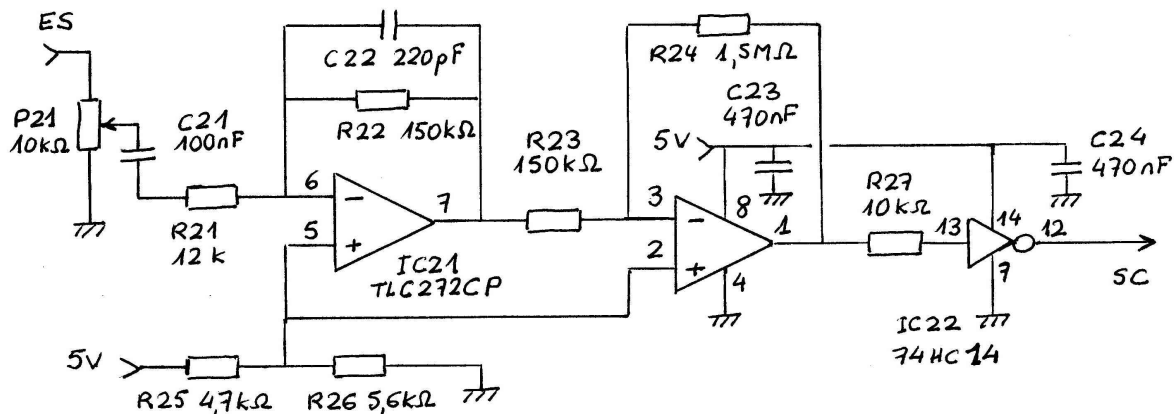 ES
P21
10kΩ
C21
100nF
R21
12k
C22 220pF
R22 150kΩ
6
5
7
IC21
TLC272CP
5V
R25 4,7kΩ
R26 5,6kΩ
R23
150kΩ
R24 1,5MΩ
C23
470nF
5V
3
2
8
1
4
R27
10kΩ
C24
470nF
13
14
12
7
SC
IC22
74HC14